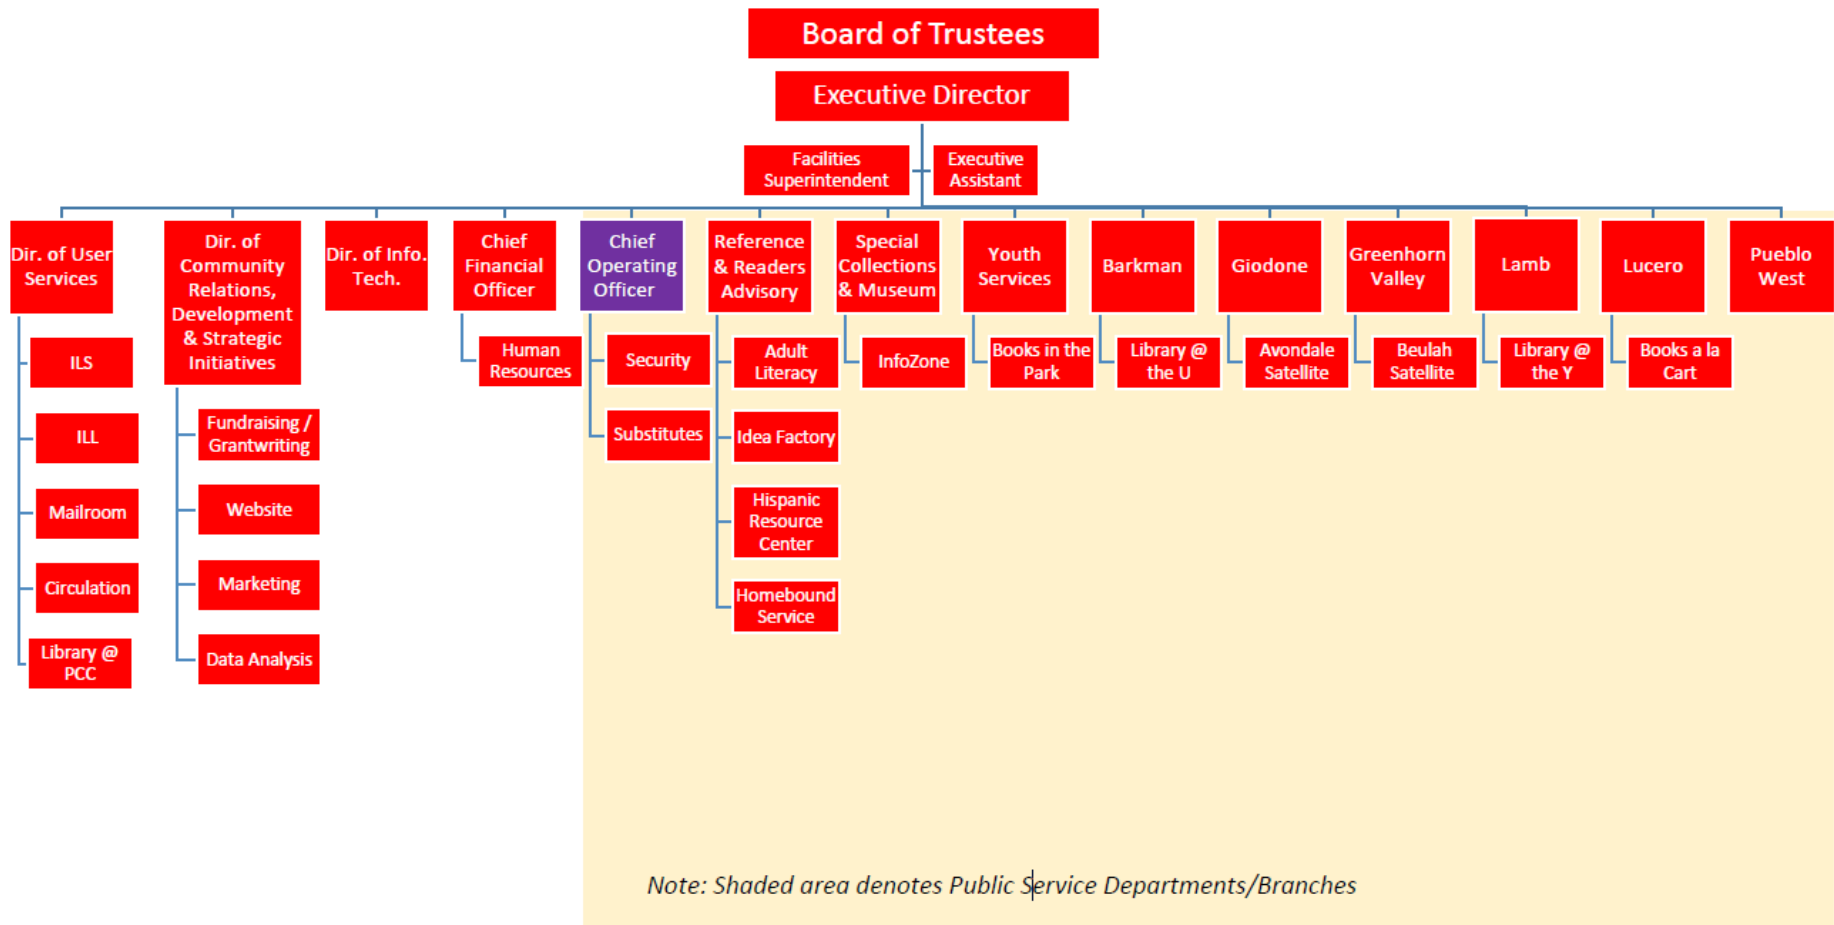 Board of Trustees
Executive Director
Facilities
Superintendent
Executive
Assistant
Dir. of User
Services
ILS
ILL
Mailroom
Circulation
Library @
PCC
Dir. of
Community
Relations,
Development
& Strategic
Initiatives
Fundraising /
Grantwriting
Website
Marketing
Data Analysis
Dir. of Info.
Tech.
Chief
Financial
Officer
Human
Resources
Chief
Operating
Officer
Security
Substitutes
Reference
& Readers
Advisory
Adult
Literacy
Idea Factory
Hispanic
Resource
Center
Homebound
Service
Special
Collections
& Museum
InfoZone
Youth
Services
Books in the
Park
Barkman
Library @
the U
Giodone
Avondale
Satellite
Greenhorn
Valley
Beulah
Satellite
Lamb
Library @
the Y
Lucero
Books a la
Cart
Pueblo
West
Note: Shaded area denotes Public Service Departments/Branches